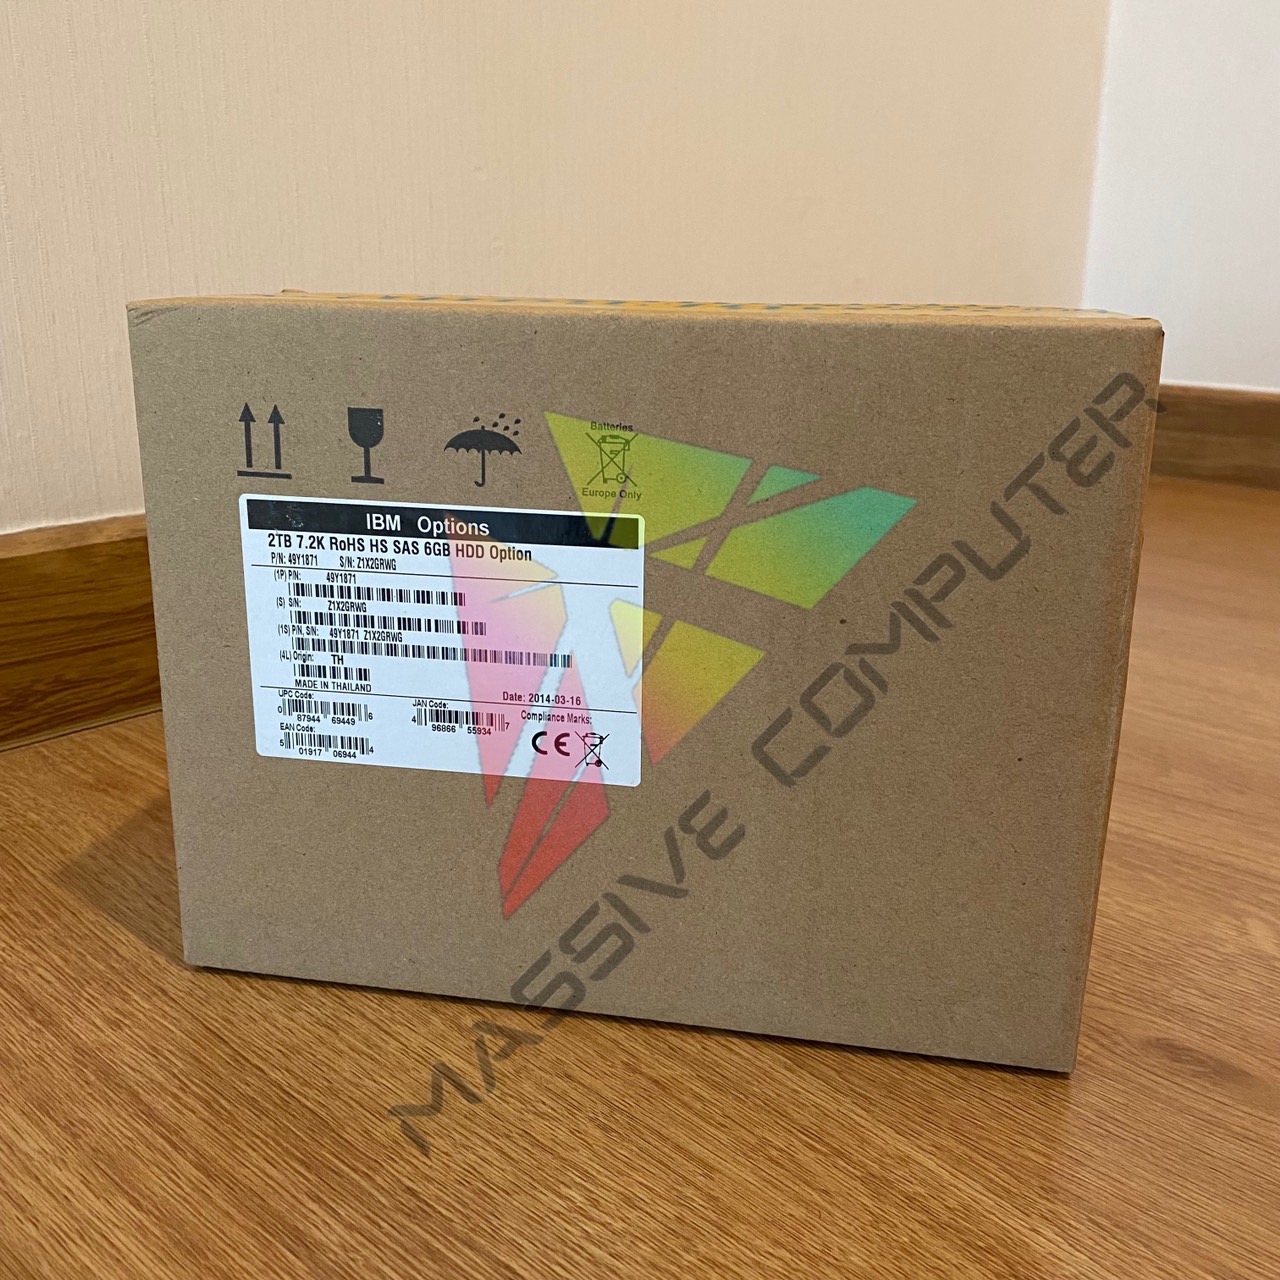 Batteries
Europe Only
IBM Options
2TB 7.2K RoHS HS SAS 6GB HDD Option
P/N: 49Y1871 S/N: Z1X2GRWG
(1P) P/N: 49Y1871
(S) S/N: Z1X2GRWG
(1S) P/N, S/N: 49Y1871 Z1X2GRWG
(4L) Origin: TH
MADE IN THAILAND
Date: 2014-03-16
UPC Code:
0 87944 69449 6
JAN Code:
4 96866 55934 7
Compliance Marks:
CE
EAN Code:
5 01917 06944 4
MASSIVE COMPUTER